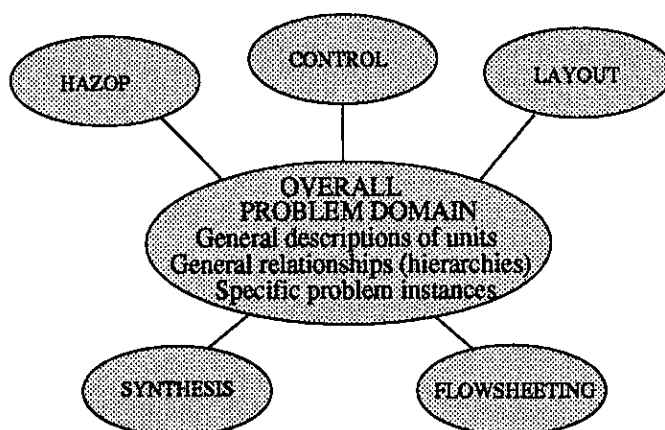 CONTROL
HAZOP
LAYOUT
OVERALL
PROBLEM DOMAIN
General descriptions of units
General relationships (hierarchies)
Specific problem instances.
SYNTHESIS
FLOWSHEETING